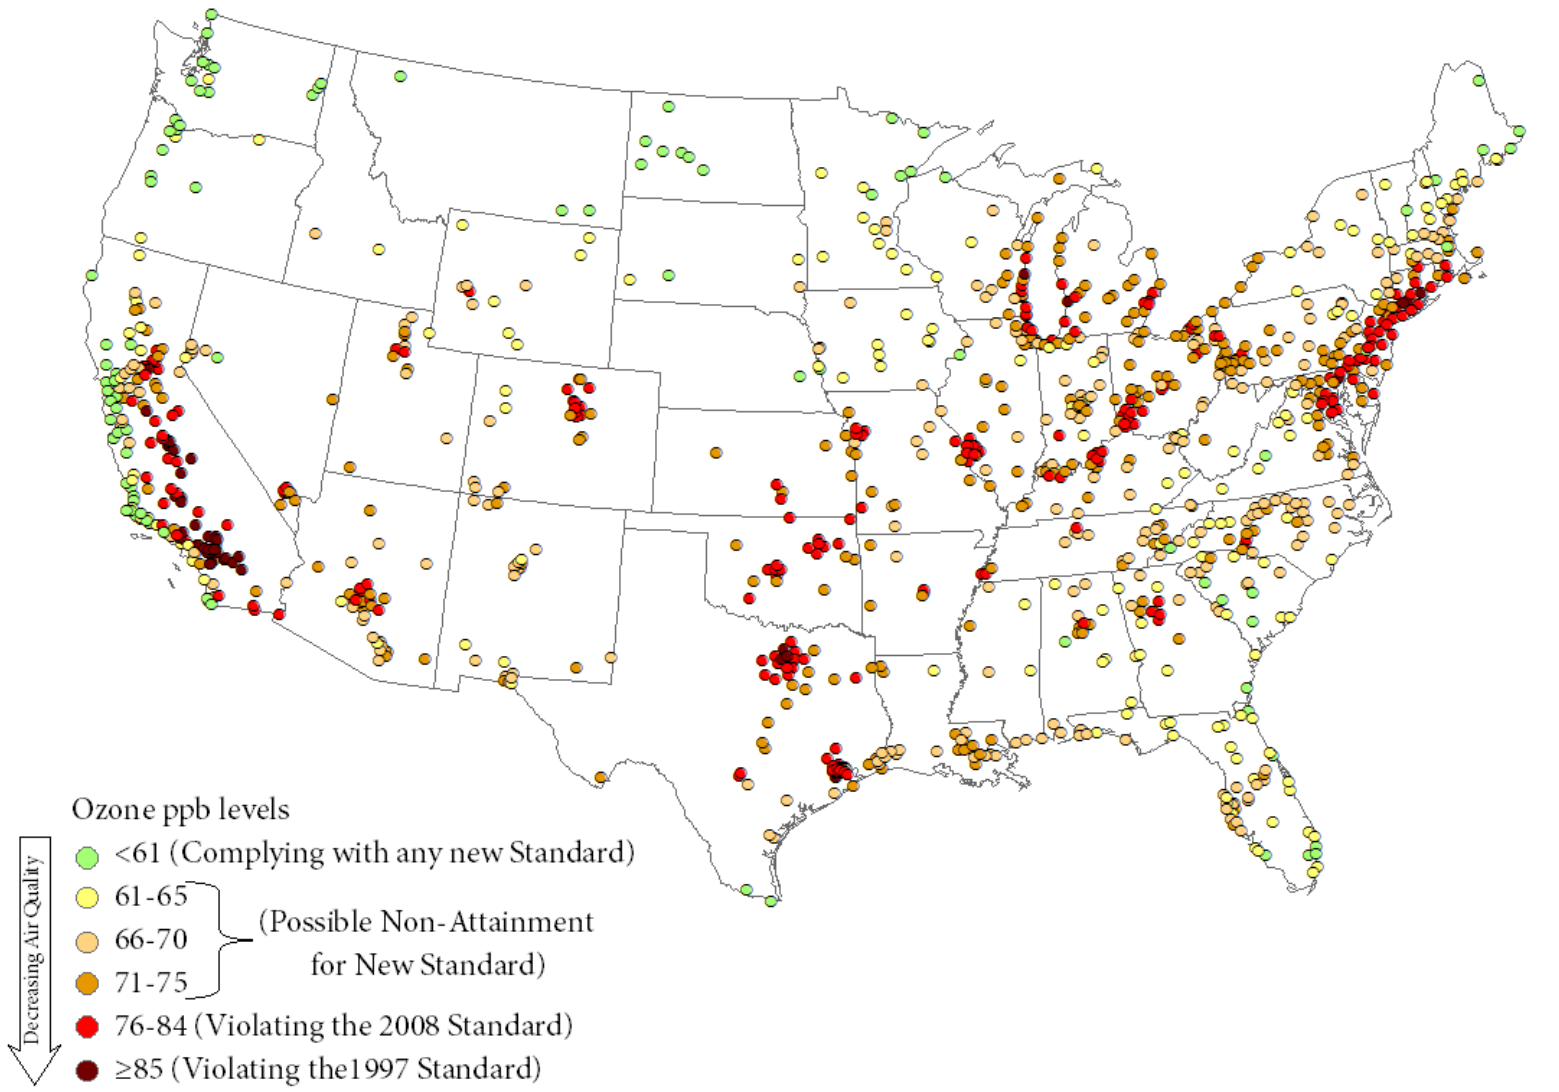 Ozone ppb levels
<61 (Complying with any new Standard)
61-65
66-70
71-75
(Possible Non-Attainment
for New Standard)
76-84 (Violating the 2008 Standard)
≥85 (Violating the1997 Standard)
Decreasing Air Quality